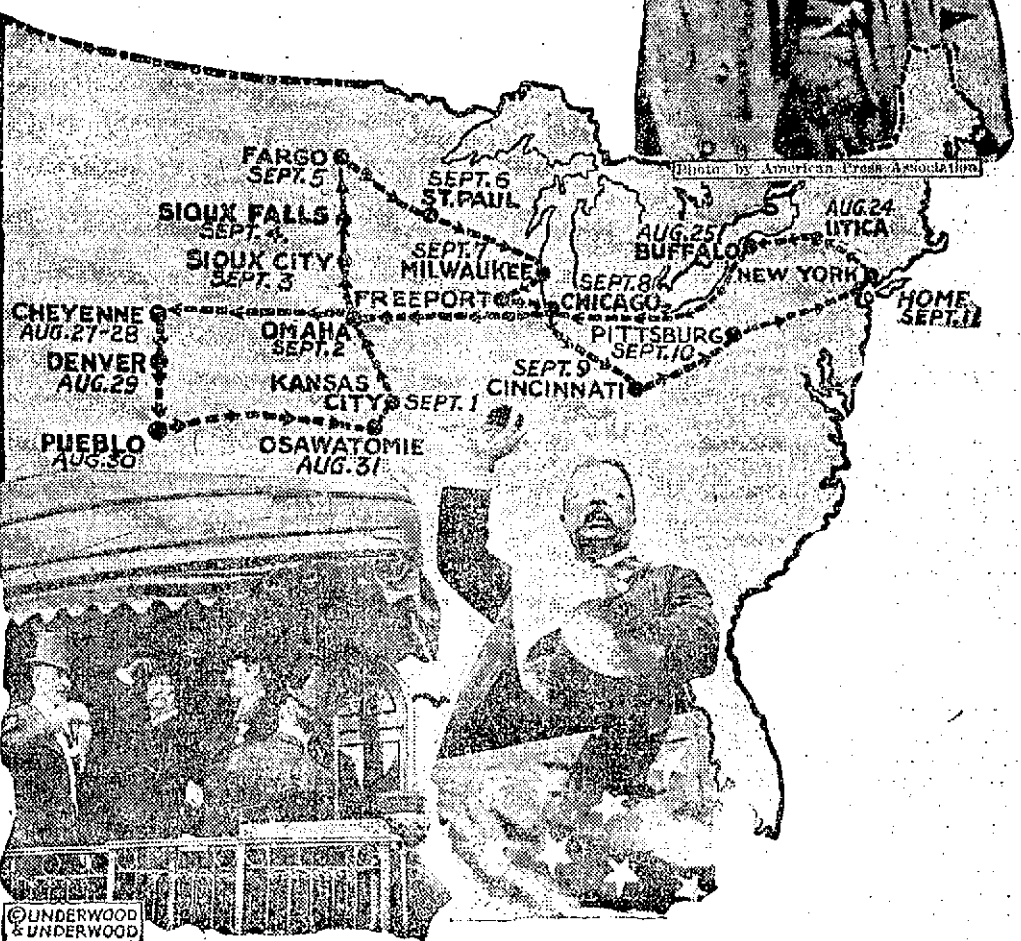 Photo by American Press Association
FARGO
SEPT. 5
SEPT. 6
ST. PAUL
AUG. 24
UTICA
SIOUX FALLS
SEPT. 4.
AUG. 25
BUFFALO
SIOUX CITY
SEPT. 3
SEPT. 7
MILWAUKEE
NEW YORK
SEPT. 8
CHICAGO
FREEPORT
HOME
SEPT. 11
CHEYENNE
AUG. 27-28
OMAHA
SEPT. 2
PITTSBURG
SEPT. 10
DENVER
AUG. 29
SEPT. 9
CINCINNATI
KANSAS
CITY
SEPT. 1
PUEBLO
AUG. 30
OSAWATOMIE
AUG. 31
©UNDERWOOD
& UNDERWOOD